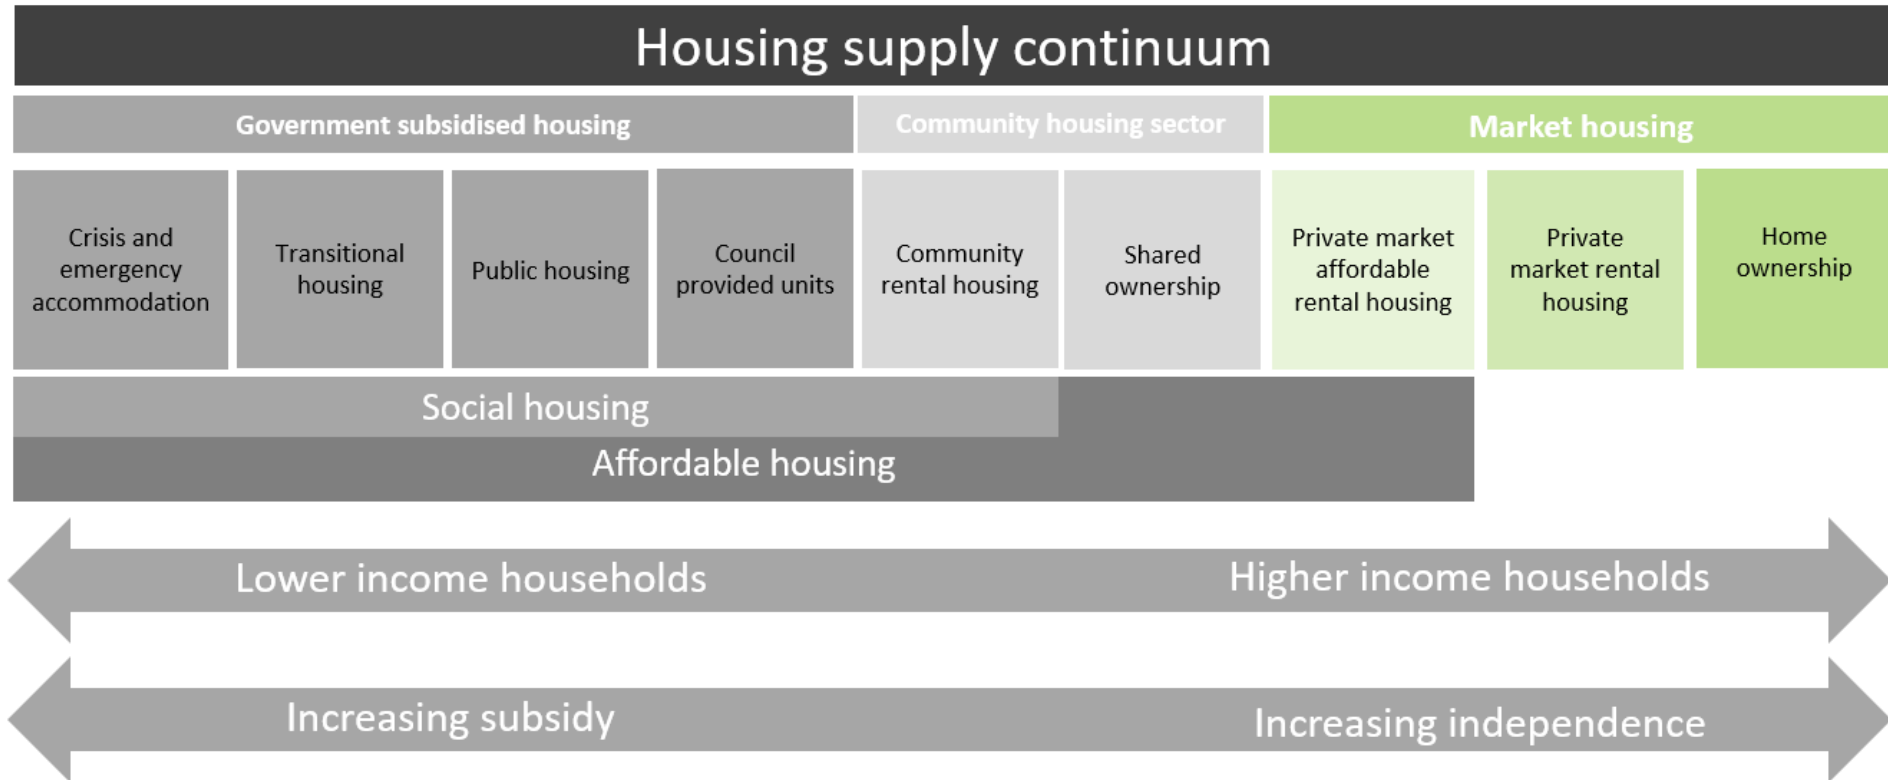 Housing supply continuum
Government subsidised housing
Community housing sector
Market housing
Crisis and
emergency
accommodation
Transitional
housing
Public housing
Council
provided units
Community
rental housing
Shared
ownership
Private market
affordable
rental housing
Private
market rental
housing
Home
ownership
Social housing
Affordable housing
Lower income households
Higher income households
Increasing subsidy
Increasing independence